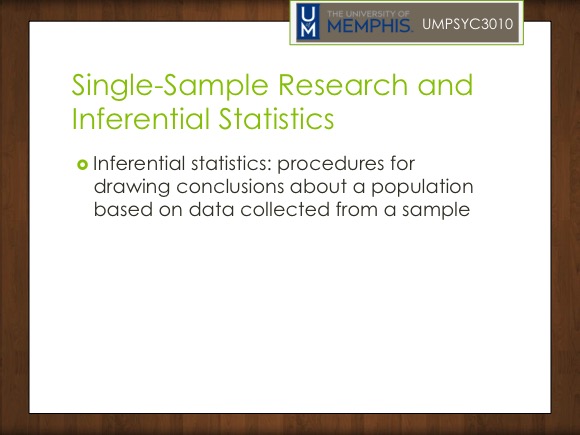 UM
THE UNIVERSITY OF
MEMPHIS.
UMPSYC3010
Single-Sample Research and
Inferential Statistics
Inferential statistics: procedures for
drawing conclusions about a population
based on data collected from a sample